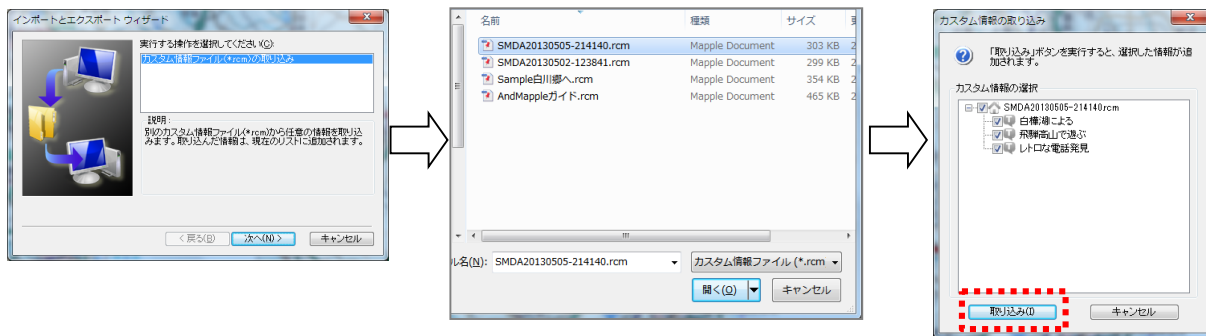 インポートとエクスポート ウィザード
実行する操作を選択してください(C):
カスタム情報ファイル(*rcm)の取り込み
説明:
別のカスタム情報ファイル(*rcm)から任意の情報を取り込
みます。取り込んだ情報は、現在のリストに追加されます。
< 戻る(B)
次へ(N) >
キャンセル
名前 種類 サイズ
SMDA20130505-214140.rcm Mapple Document 303 KB 2
SMDA20130502-123841.rcm Mapple Document 299 KB 2
Sample白川郷へ.rcm Mapple Document 354 KB 2
AndMappleガイド.rcm Mapple Document 465 KB 2
ル名(N): SMDA20130505-214140.rcm カスタム情報ファイル (*.rcm
開く(O) キャンセル
カスタム情報の取り込み
「取り込み」ボタンを実行すると、選択した情報が追
加されます。
カスタム情報の選択
SMDA20130505-214140.rcm
白樺湖による
飛騨高山で遊ぶ
レトロな電話発見
取り込み(I) キャンセル